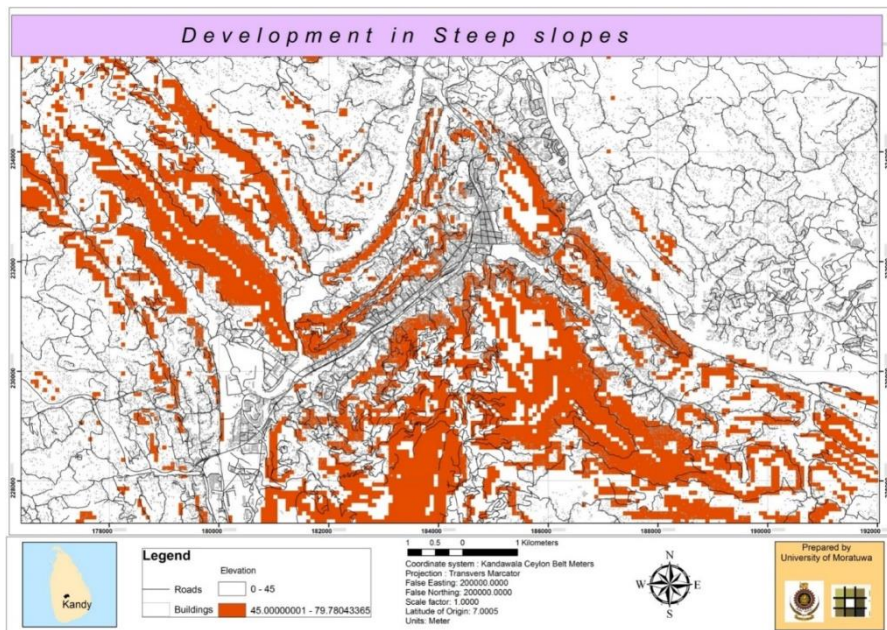 Development in Steep slopes
234000
232000
230000
228000
178000
180000
182000
184000
186000
188000
190000
192000
Kandy
Legend
Roads
Buildings
Elevation
0 - 45
45.00000001 - 79.78043365
1 0.5 0 1 Kilometers
Coordinate system : Kandawala Ceylon Belt Meters
Projection : Transvers Marcator
False Easting: 200000.0000
False Northing: 200000.0000
Scale factor: 1.0000
Latitude of Origin: 7.0005
Units: Meter
N
W
E
S
Prepared by
University of Moratuwa